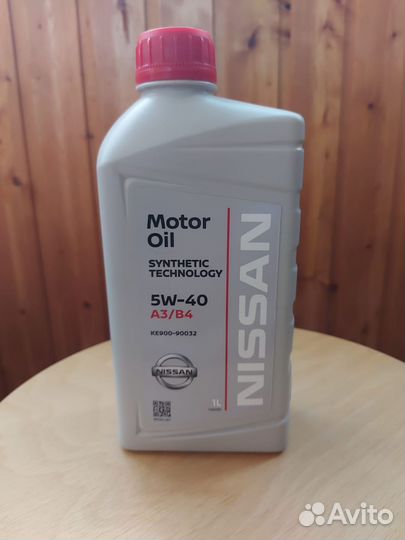 Motor
Oil
SYNTHETIC
TECHNOLOGY
5W-40
A3/B4
KE900-90032
NISSAN
1L
NISSAN
Avito